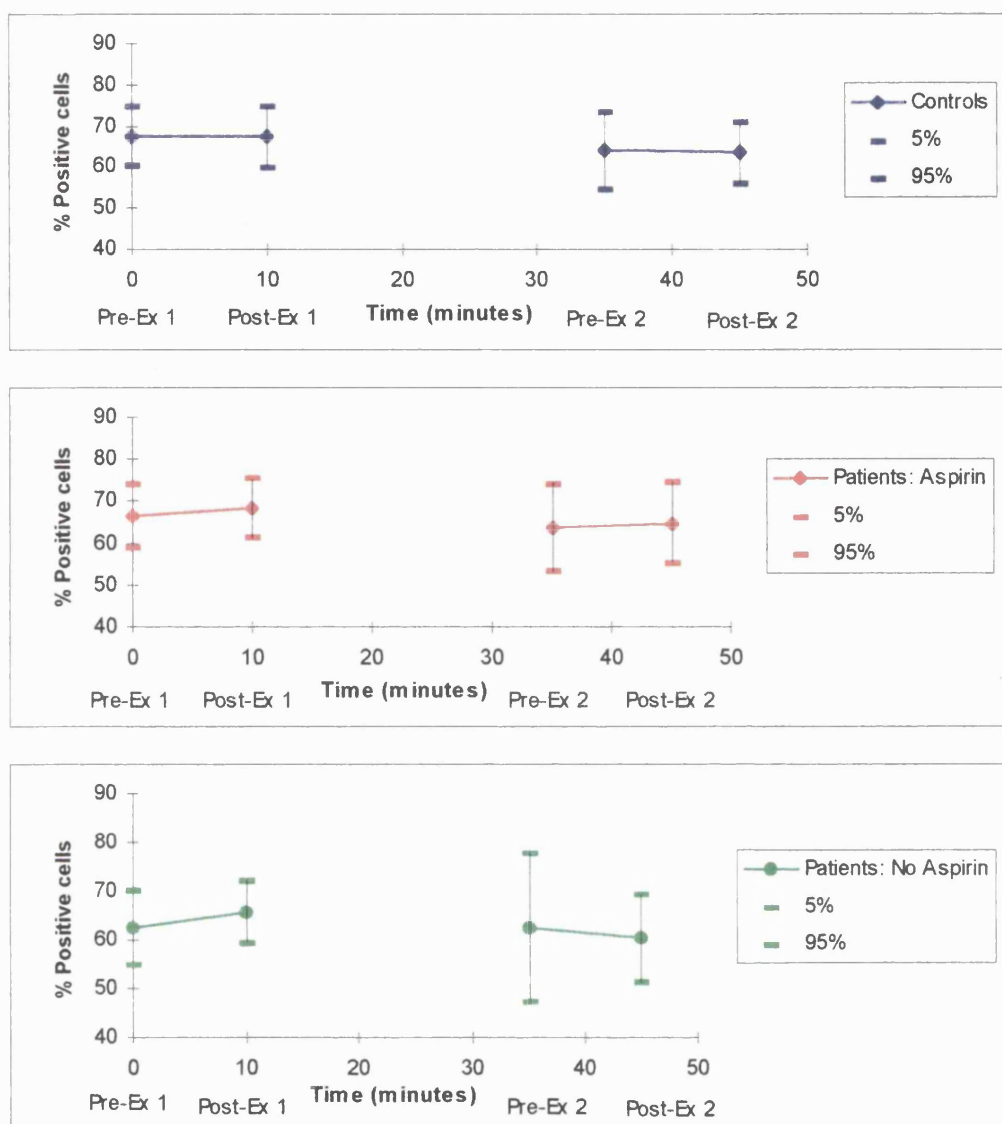 % Positive cells
90
80
70
60
50
40
0 10 20 30 40 50
Pre-Ex 1 Post-Ex 1 Time (minutes) Pre-Ex 2 Post-Ex 2
Controls
5%
95%
% Positive cells
90
80
70
60
50
40
0 10 20 30 40 50
Pre-Ex 1 Post-Ex 1 Time (minutes) Pre-Ex 2 Post-Ex 2
Patients: Aspirin
5%
95%
% Positive cells
90
80
70
60
50
40
0 10 20 30 40 50
Pre-Ex 1 Post-Ex 1 Time (minutes) Pre-Ex 2 Post-Ex 2
Patients: No Aspirin
5%
95%